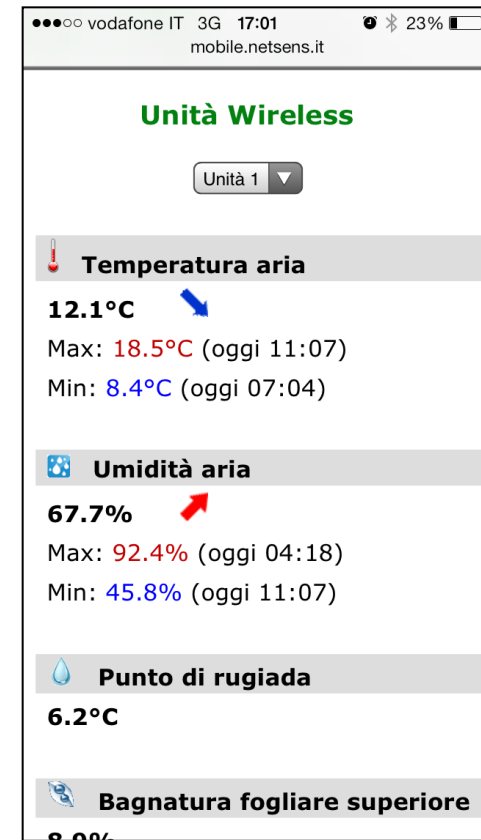 vodafone IT 3G 17:01 23%
mobile.netsens.it
Unità Wireless
Unità 1
Temperatura aria
12.1°C
Max: 18.5°C (oggi 11:07)
Min: 8.4°C (oggi 07:04)
Umidità aria
67.7%
Max: 92.4% (oggi 04:18)
Min: 45.8% (oggi 11:07)
Punto di rugiada
6.2°C
Bagnatura fogliare superiore
8.9%